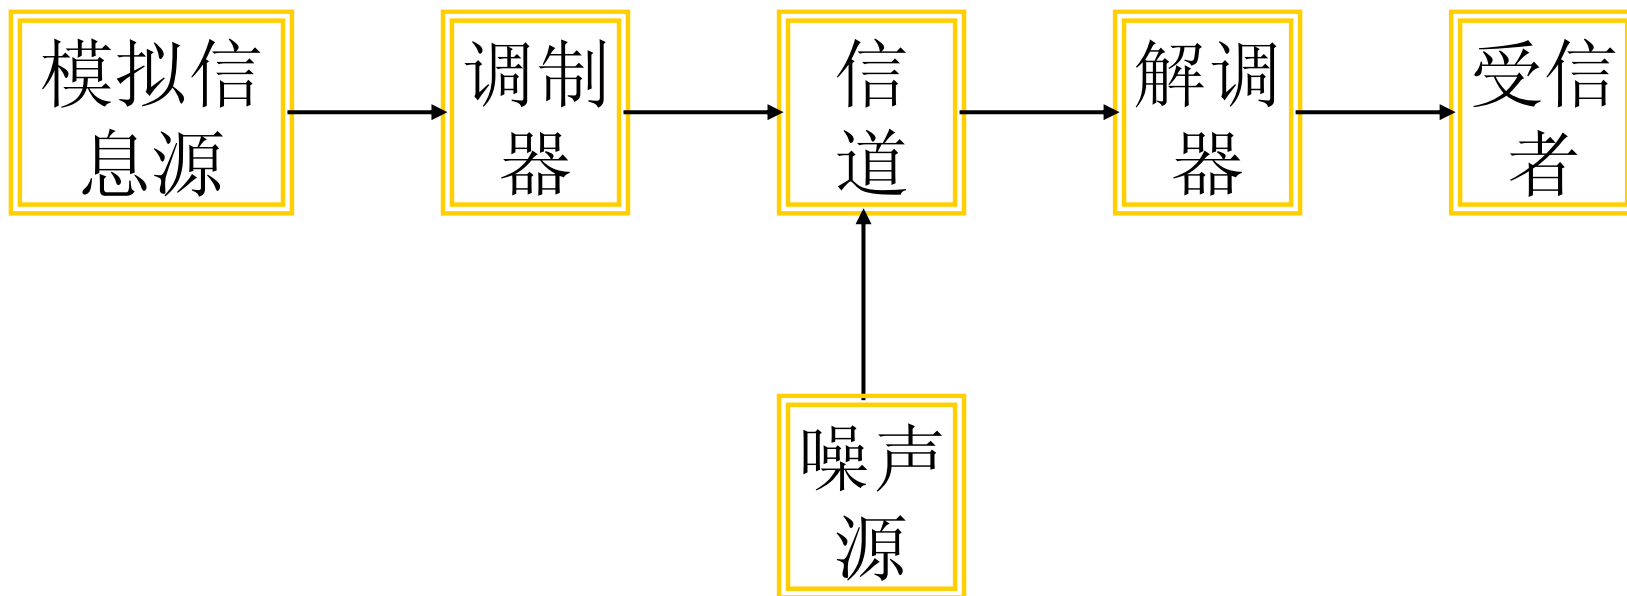 模拟信
息源
调制
器
信
道
解调
器
受信
者
噪声
源